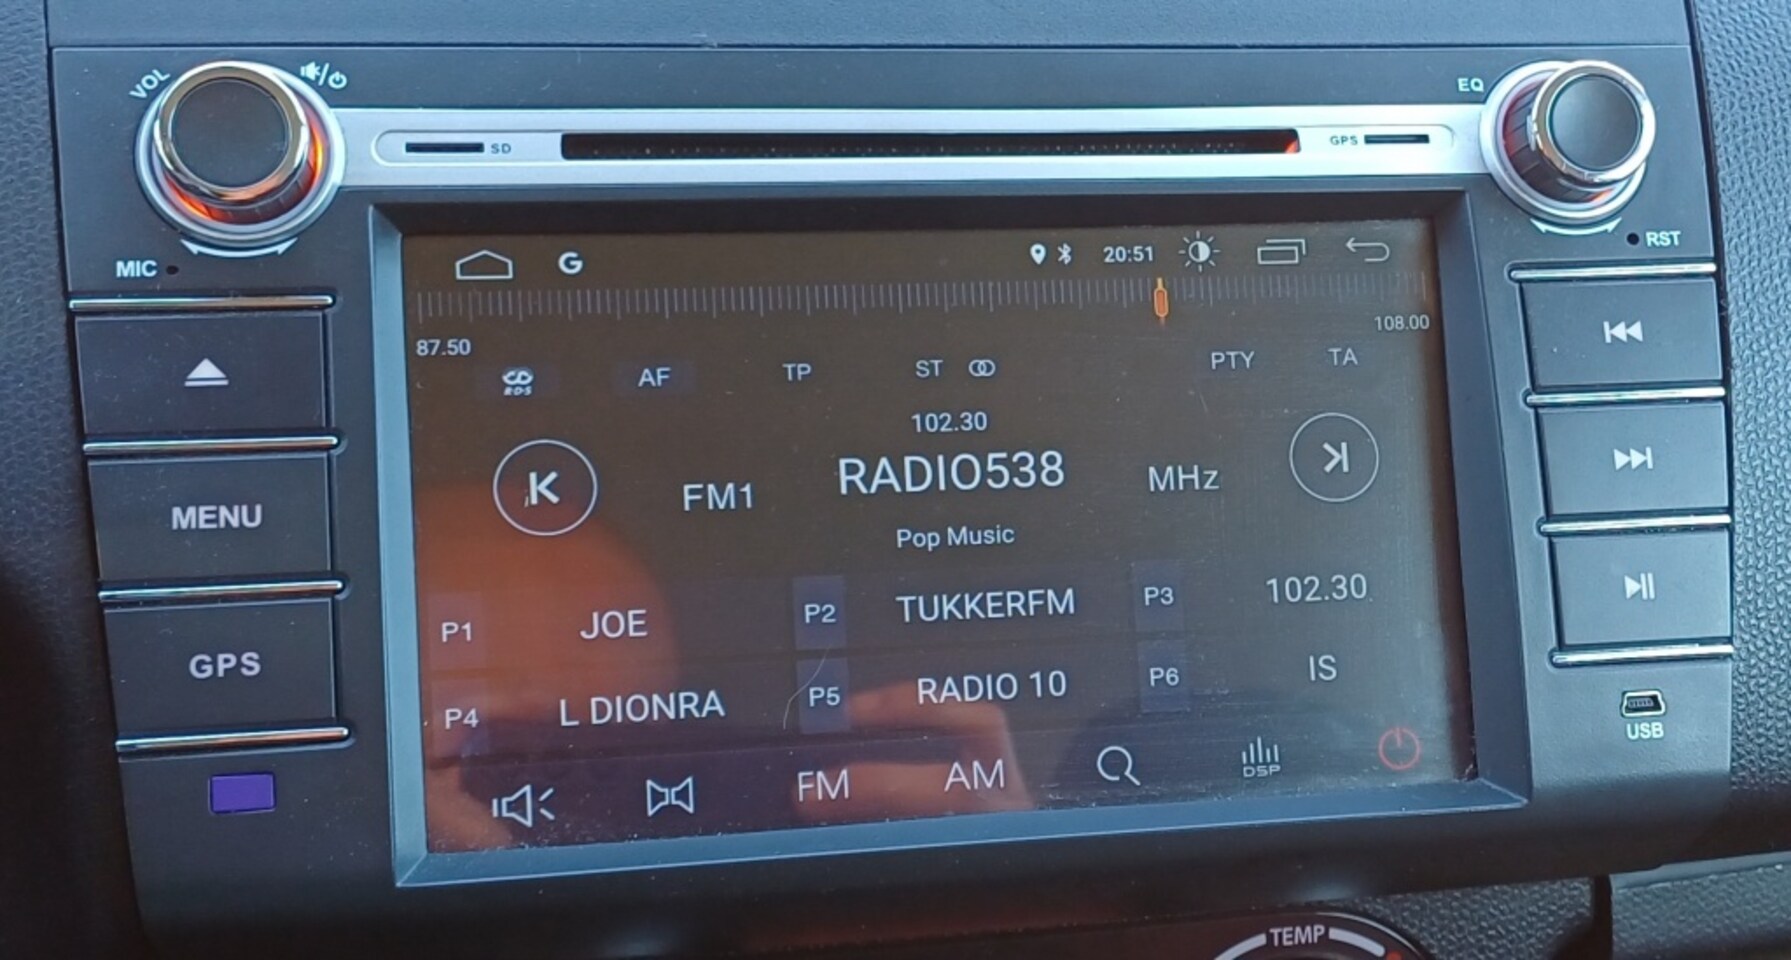 VOL
EQ
SD
GPS
MIC
RST
G
20:51
87.50
108.00
RDS
AF
TP
ST
PTY
TA
102.30
FM1
RADIO538
MHz
Pop Music
P1 JOE P2 TUKKERFM P3 102.30
P4 L DIONRA P5 RADIO 10 P6 IS
FM AM DSP
MENU
GPS
USB
TEMP